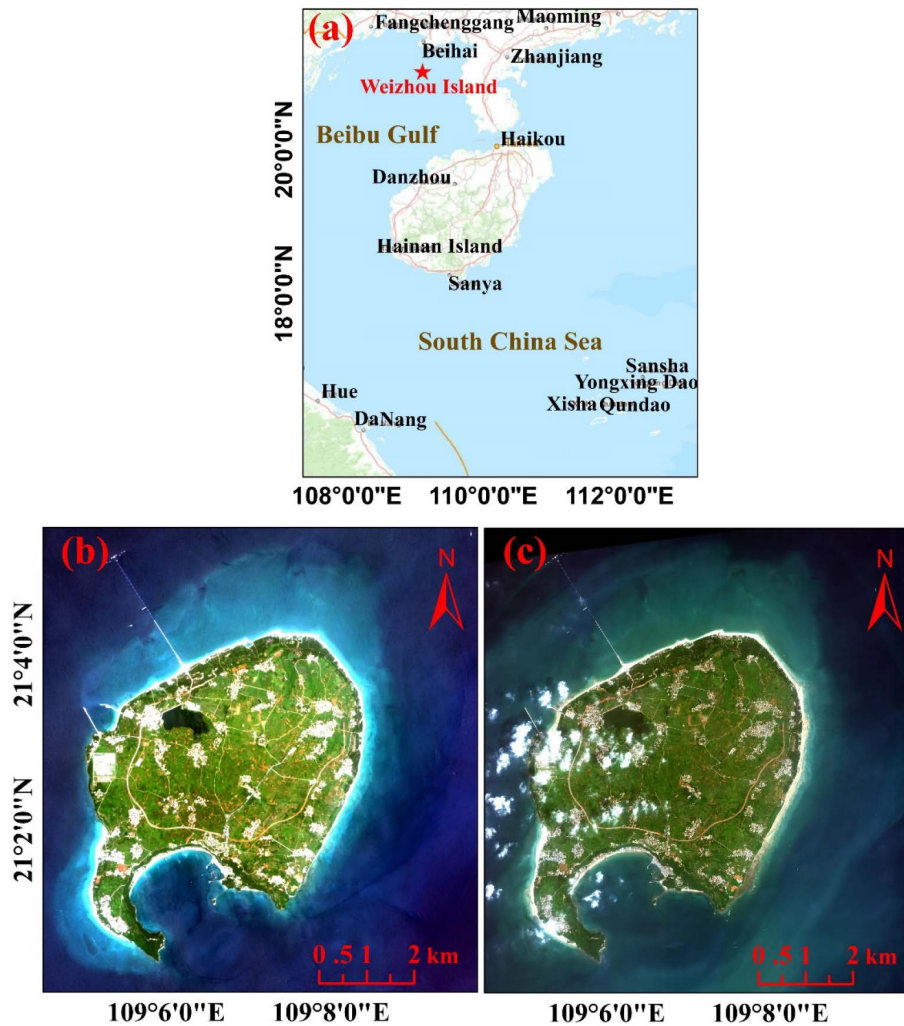 (a)
Fangchenggang
Maoming
Beihai
Zhanjiang
Weizhou Island
Beibu Gulf
Haikou
Danzhou
Hainan Island
Sanya
South China Sea
Sansha
Yongxing Dao
Xisha Qundao
Hue
DaNang
20°0'0"N
18°0'0"N
108°0'0"E 110°0'0"E 112°0'0"E
(b)
N
0 .5 1 2 km
(c)
N
0 .5 1 2 km
21°4'0"N
21°2'0"N
109°6'0"E 109°8'0"E
109°6'0"E 109°8'0"E